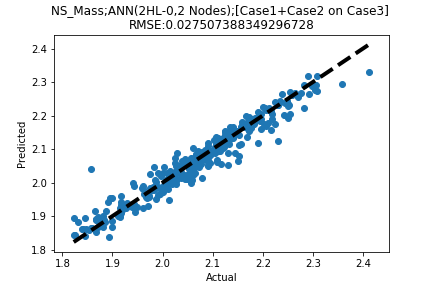 NS_Mass;ANN(2HL-0,2 Nodes);[Case1+Case2 on Case3]
RMSE:0.027507388349296728
2.4
2.3
2.2
2.1
2.0
1.9
1.8
Predicted
1.8 1.9 2.0 2.1 2.2 2.3 2.4
Actual